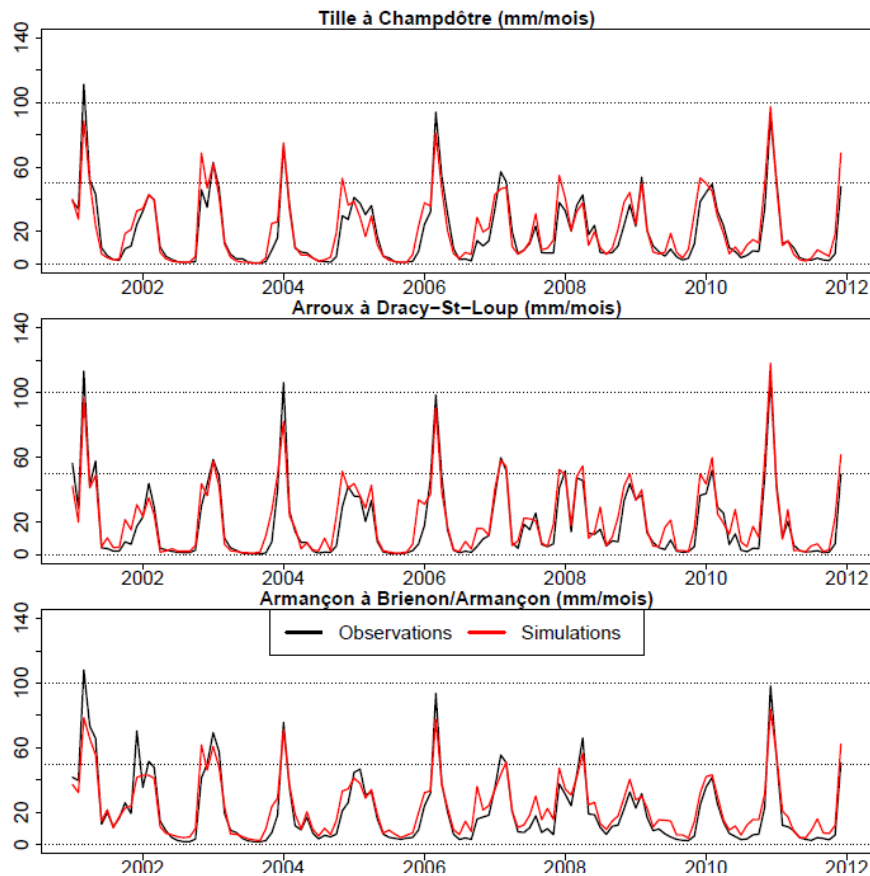 Tille à Champdôtre (mm/mois)
140
100
60
20
0
2002 2004 2006 2008 2010 2012
Arroux à Dracy−St−Loup (mm/mois)
140
100
60
20
0
2002 2004 2006 2008 2010 2012
Armançon à Brienon/Armançon (mm/mois)
Observations Simulations
140
100
60
20
0
2002 2004 2006 2008 2010 2012